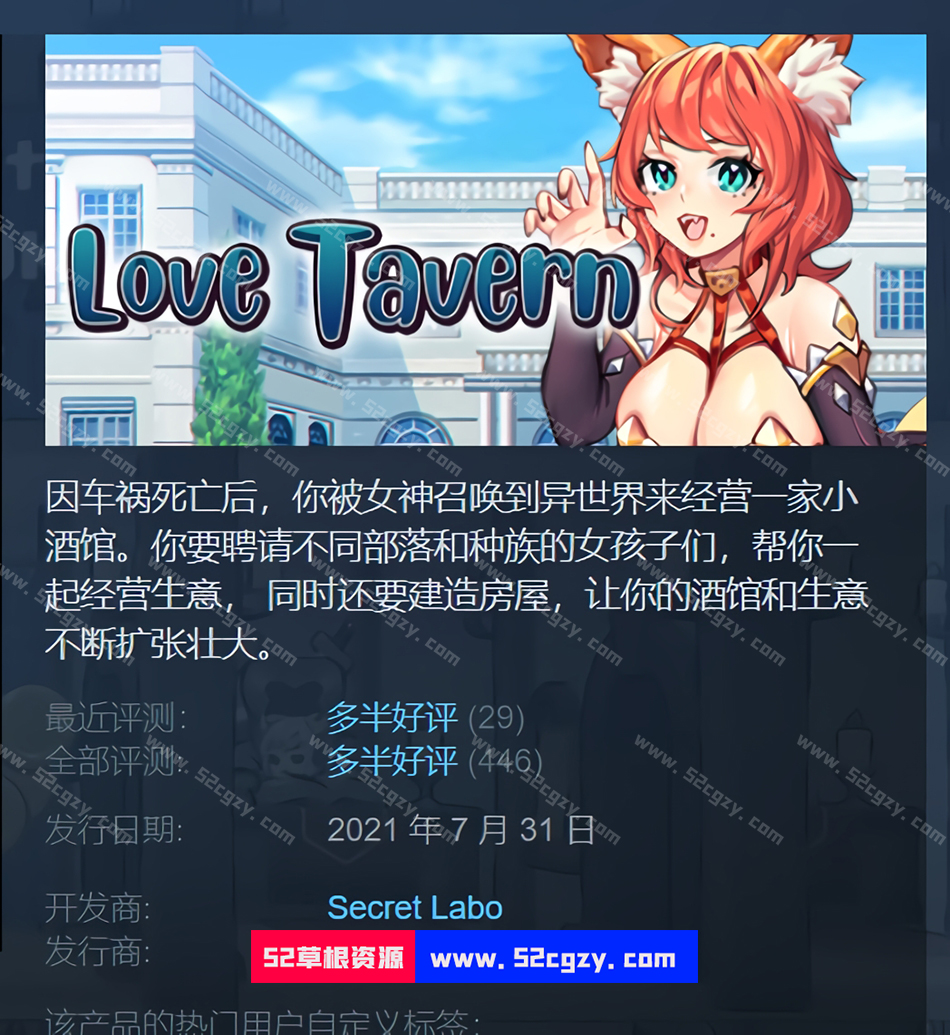 Love Tavern
因车祸死亡后，你被女神召唤到异世界来经营一家小
酒馆。你要聘请不同部落和种族的女孩子们，帮你一
起经营生意， 同时还要建造房屋，让你的酒馆和生意
不断扩张壮大。
最近评测: 多半好评 (29)
全部评测: 多半好评 (446)
发行日期: 2021 年 7 月 31 日
开发商: Secret Labo
发行商:
52草根资源 www.52cgzy.com
该产品的热门用户自定义标签:
www.52cgzy.com